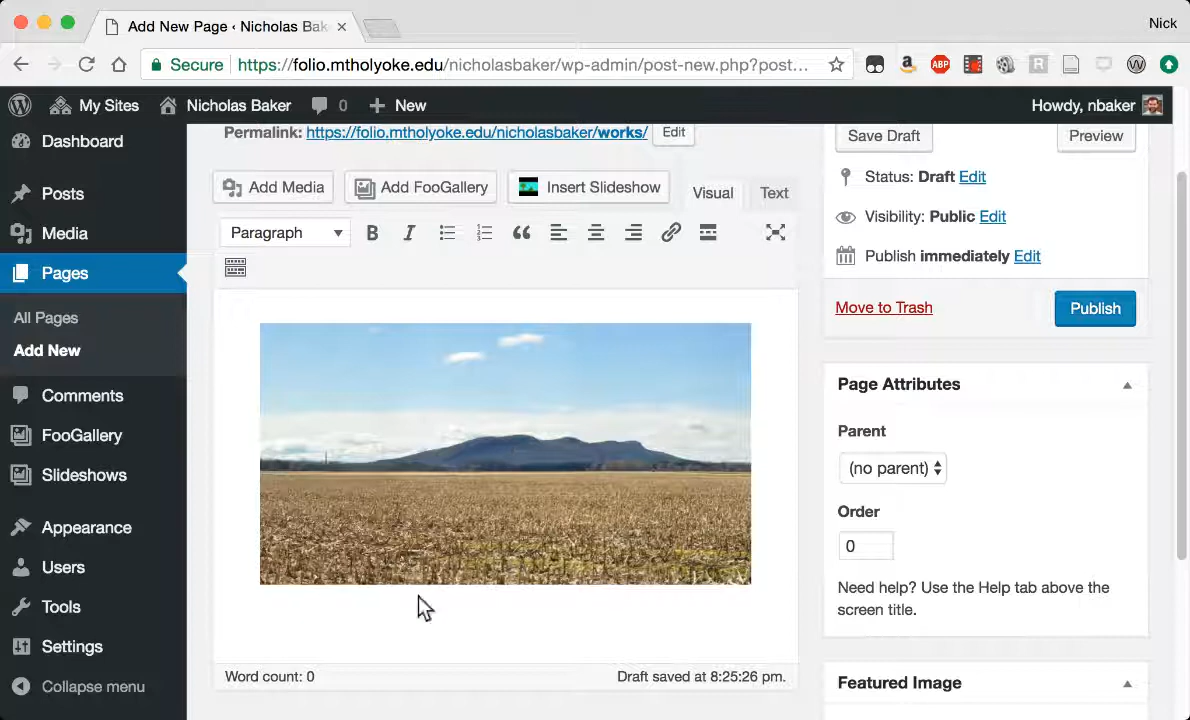 Add New Page ‹ Nicholas Bak
Nick
Secure https://folio.mtholyoke.edu/nicholasbaker/wp-admin/post-new.php?post...
ABP
R
W
My Sites Nicholas Baker 0 New Howdy, nbaker
Dashboard
Posts
Media
Pages
All Pages
Add New
Comments
FooGallery
Slideshows
Appearance
Users
Tools
Settings
Collapse menu
Permalink: https://folio.mtholyoke.edu/nicholasbaker/works/ Edit
Add Media Add FooGallery Insert Slideshow Visual Text
Paragraph B I
Word count: 0 Draft saved at 8:25:26 pm.
Save Draft Preview
Status: Draft Edit
Visibility: Public Edit
Publish immediately Edit
Move to Trash Publish
Page Attributes
Parent
(no parent)
Order
0
Need help? Use the Help tab above the
screen title.
Featured Image